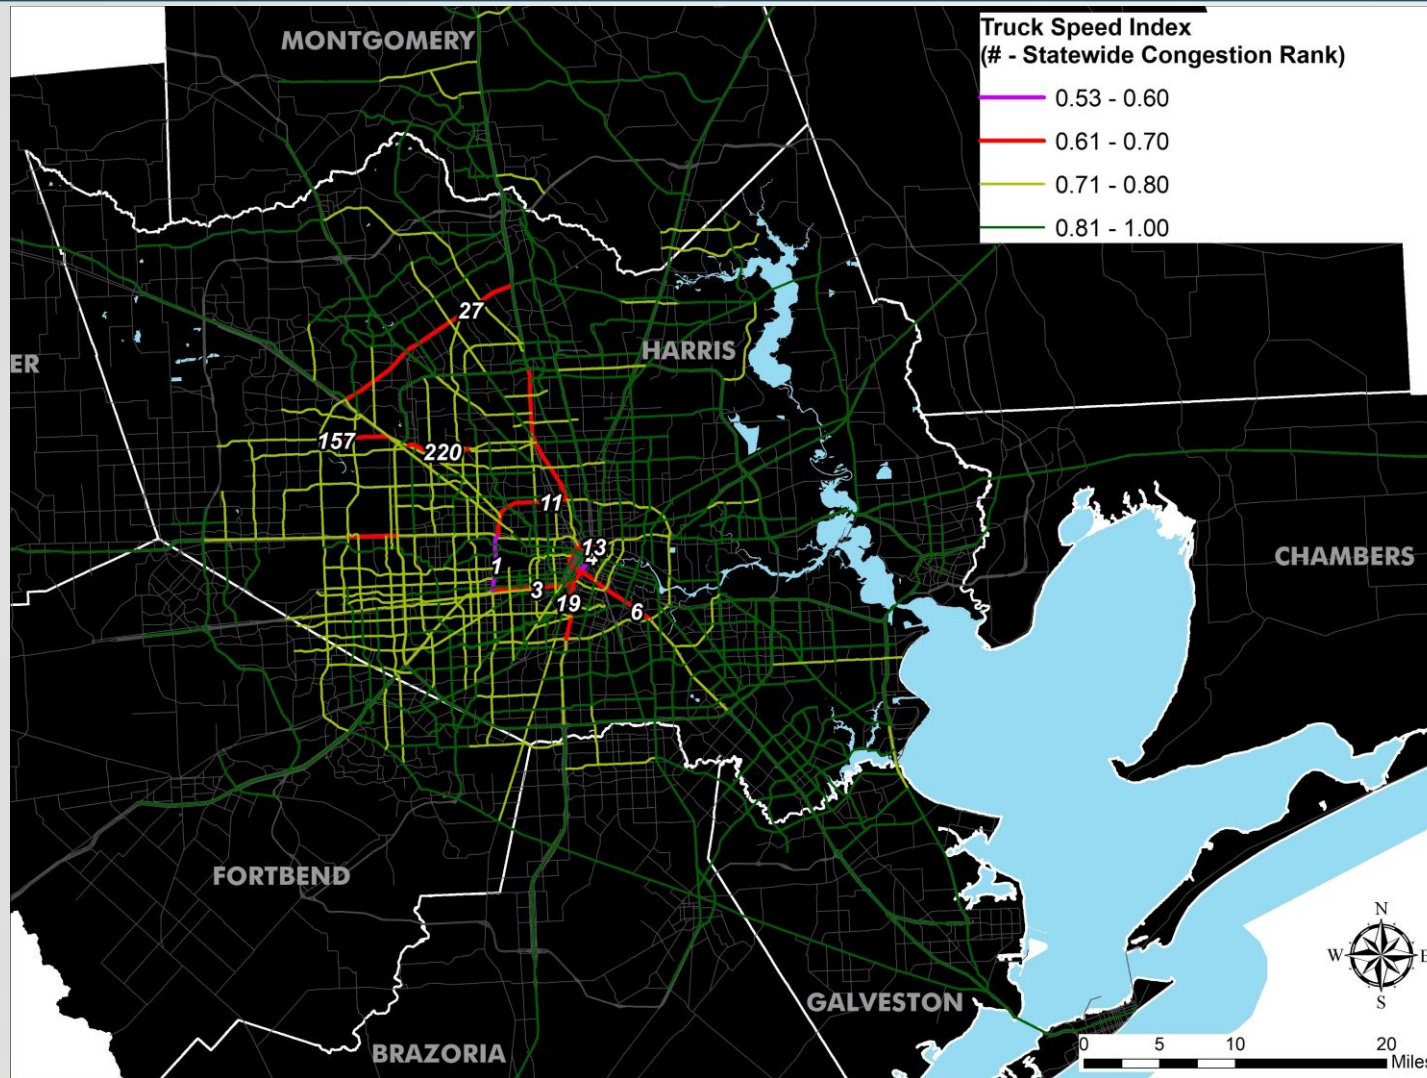 MONTGOMERY
Truck Speed Index
(# - Statewide Congestion Rank)
0.53 - 0.60
0.61 - 0.70
0.71 - 0.80
0.81 - 1.00
27
HARRIS
ER
157
220
11
13
CHAMBERS
4
1
3
19
6
FORTBEND
N
W
E
S
GALVESTON
BRAZORIA
0 5 10 20
Miles